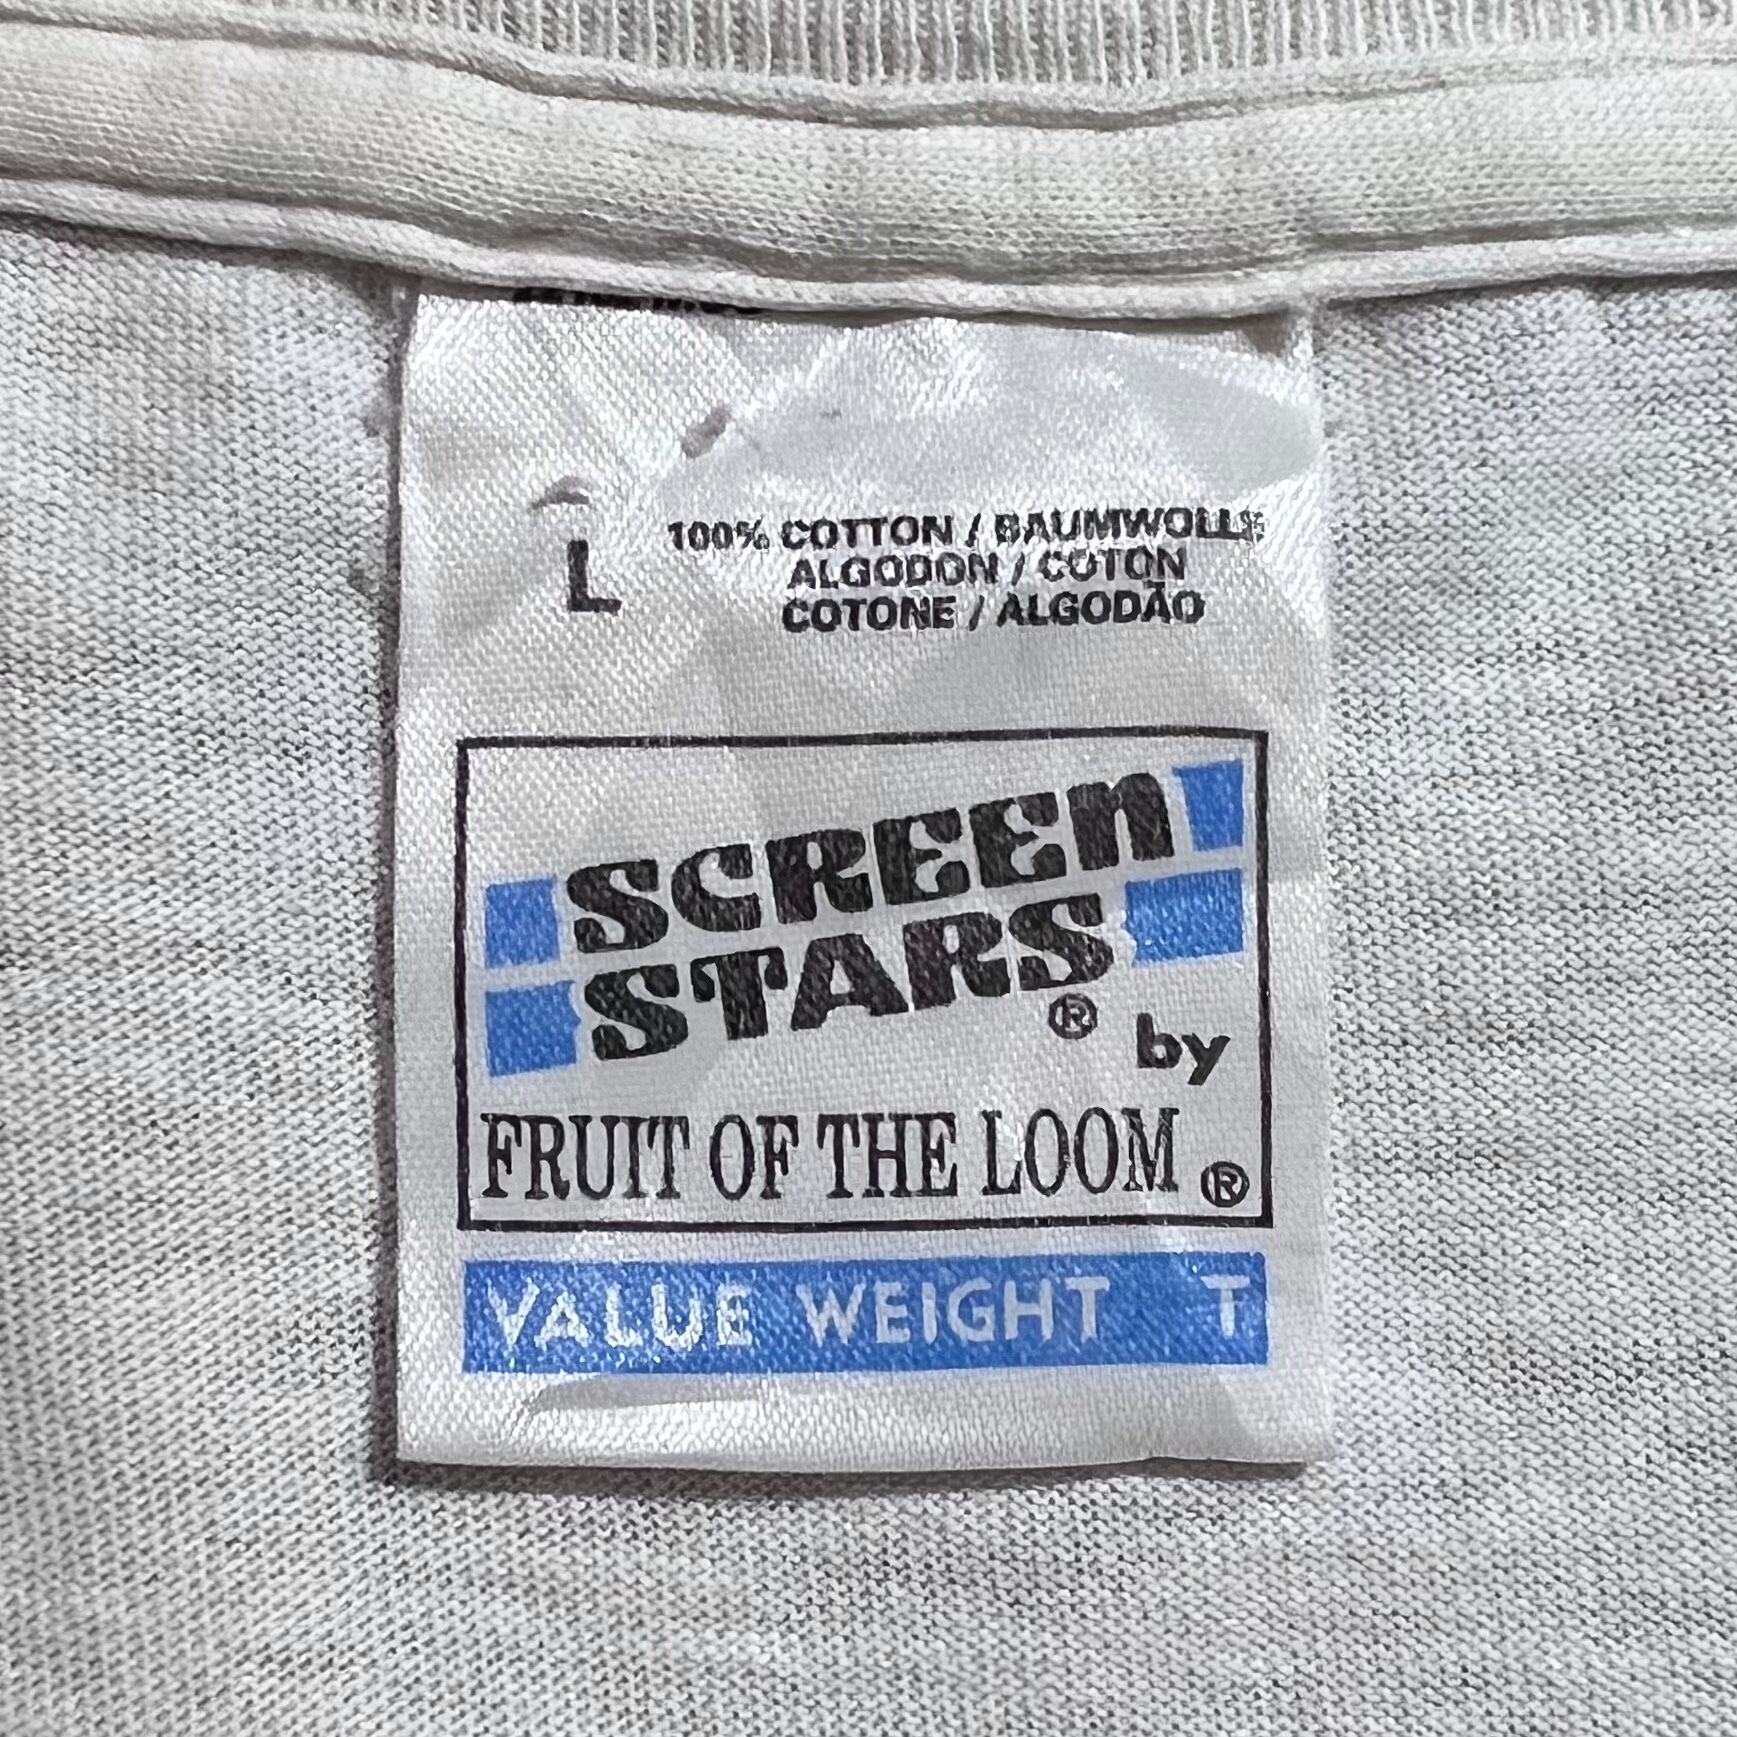 L
100% COTTON / BAUMWOLLE
ALGODON / COTON
COTONE / ALGODÃO
SCREEN
STARS ® by
FRUIT OF THE LOOM ®
VALUE WEIGHT T